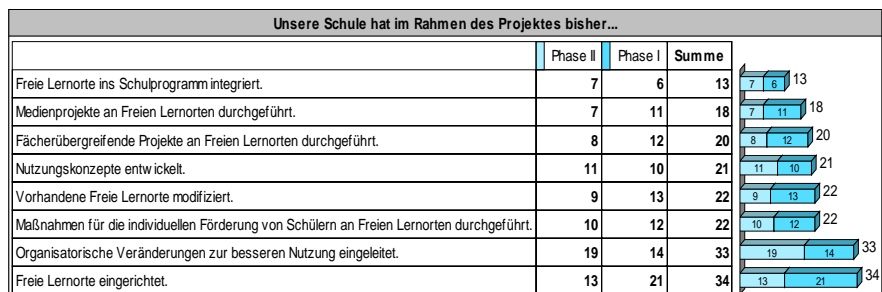 Unsere Schule hat im Rahmen des Projektes bisher...
Phase II Phase I Summe
Freie Lernorte ins Schulprogramm integriert. 7 6 13 7 6 13
Medienprojekte an Freien Lernorten durchgeführt. 7 11 18 7 11 18
Fächerübergreifende Projekte an Freien Lernorten durchgeführt. 8 12 20 8 12 20
Nutzungskonzepte entwickelt. 11 10 21 11 10 21
Vorhandene Freie Lernorte modifiziert. 9 13 22 9 13 22
Maßnahmen für die individuellen Förderung von Schülern an Freien Lernorten durchgeführt. 10 12 22 10 12 22
Organisatorische Veränderungen zur besseren Nutzung eingeleitet. 19 14 33 19 14 33
Freie Lernorte eingerichtet. 13 21 34 13 21 34